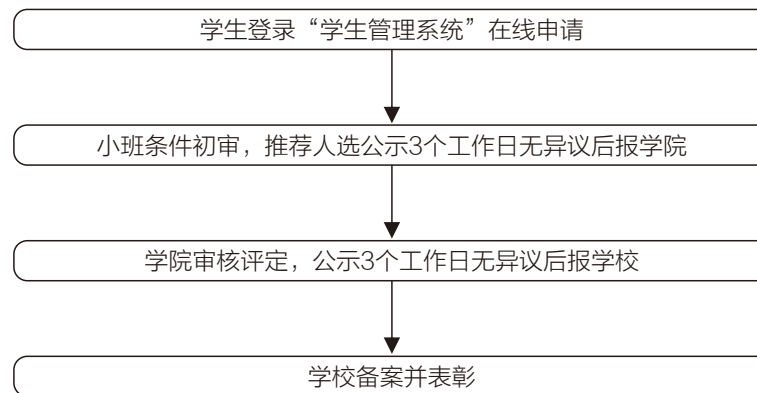 学生登录“学生管理系统”在线申请
小班条件初审，推荐人选公示3个工作日无异议后报学院
学院审核评定，公示3个工作日无异议后报学校
学校备案并表彰